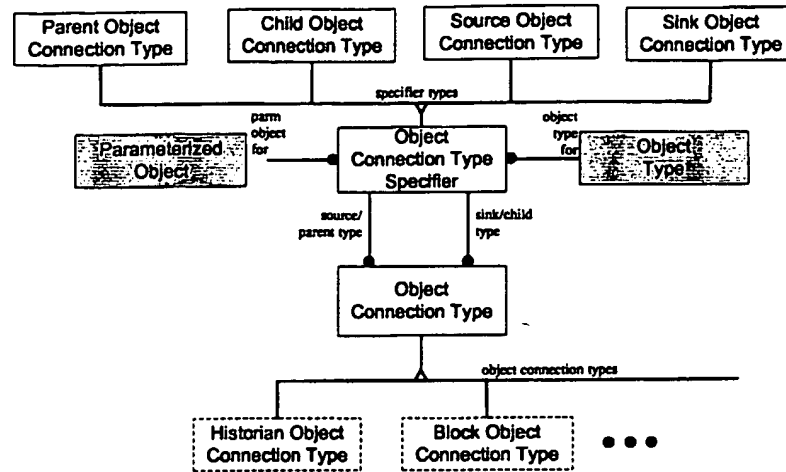 Parent Object
Connection Type
Child Object
Connection Type
Source Object
Connection Type
Sink Object
Connection Type
specifier types
parm
object
for
object
type
for
Parameterized
Object
Object
Connection Type
Specifier
Object
Type
source/
parent type
sink/child
type
Object
Connection Type
object connection types
Historian Object
Connection Type
Block Object
Connection Type